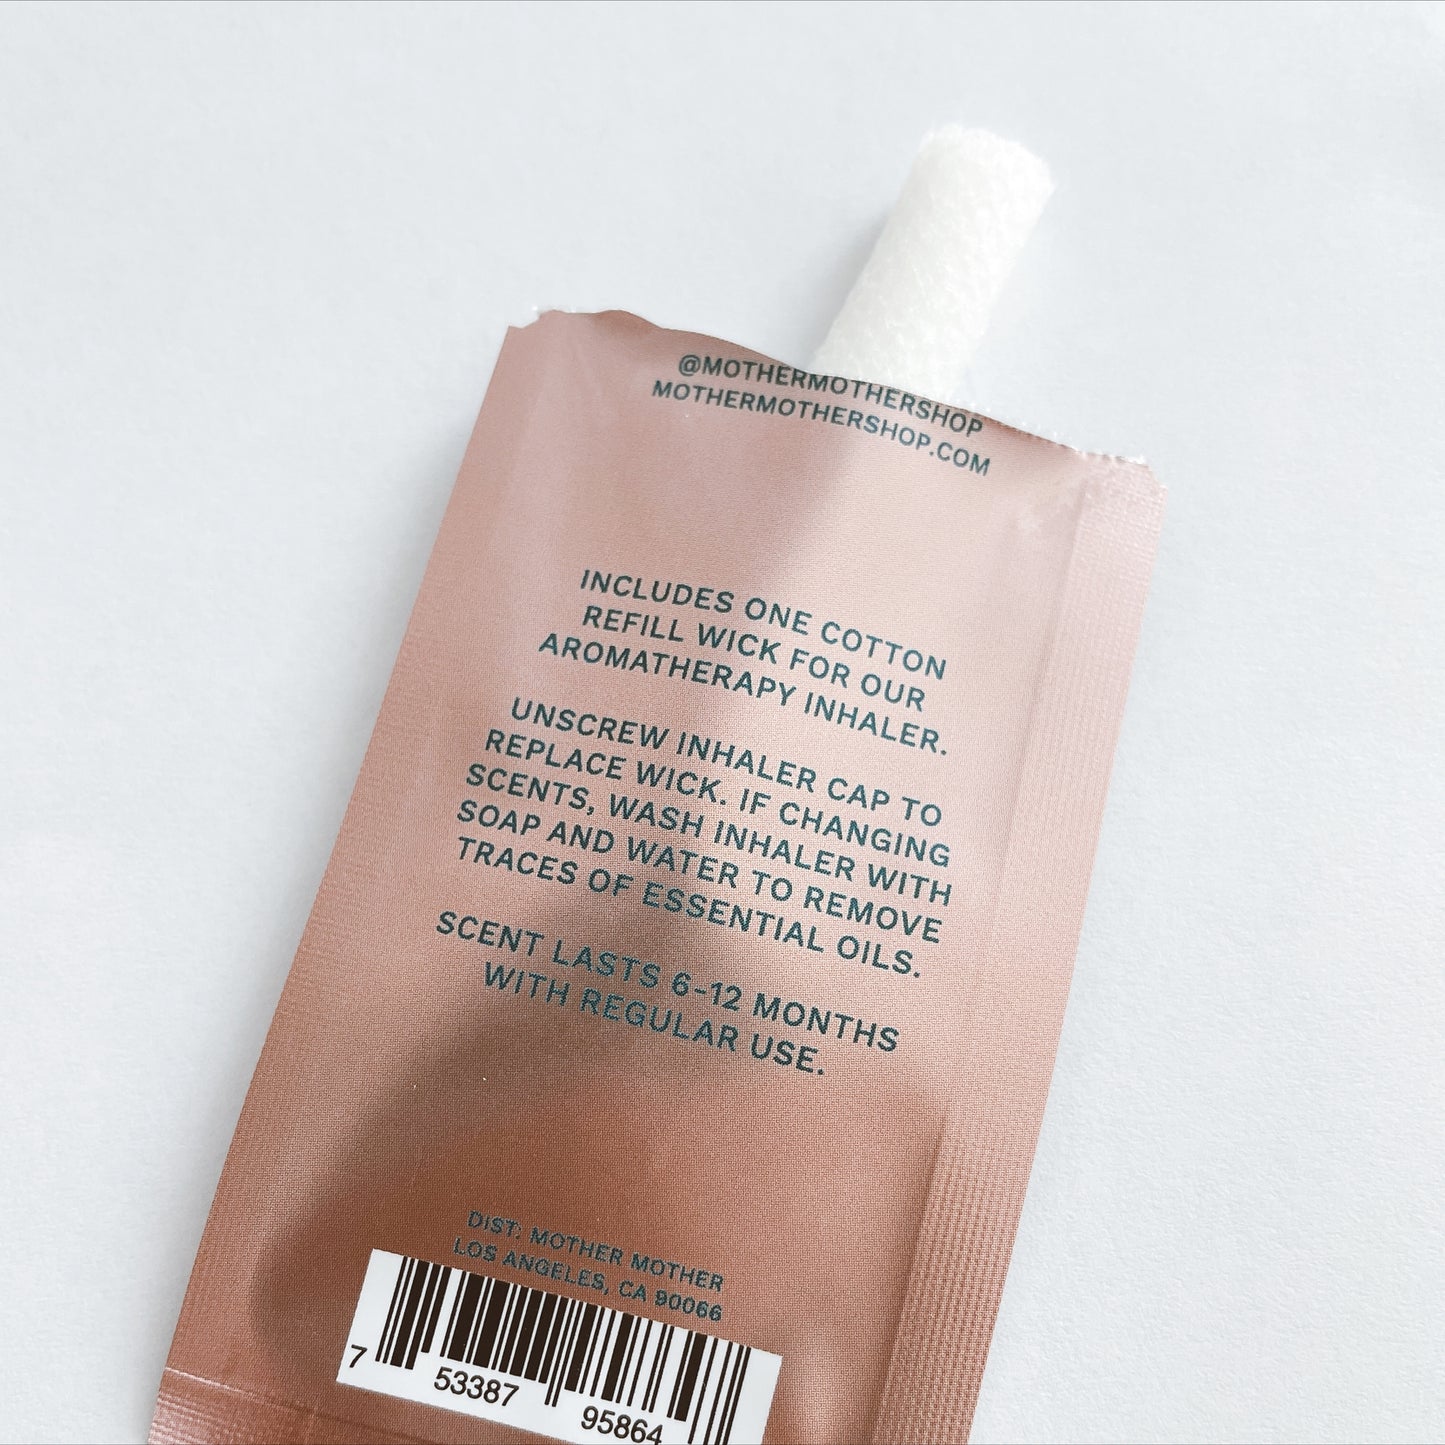 @MOTHERMOTHERSHOP
MOTHERMOTHERSHOP.COM
INCLUDES ONE COTTON
REFILL WICK FOR OUR
AROMATHERAPY INHALER.
UNSCREW INHALER CAP TO
REPLACE WICK. IF CHANGING
SCENTS, WASH INHALER WITH
SOAP AND WATER TO REMOVE
TRACES OF ESSENTIAL OILS.
SCENT LASTS 6-12 MONTHS
WITH REGULAR USE.
DIST: MOTHER MOTHER
LOS ANGELES, CA 90066
7 53387 95864